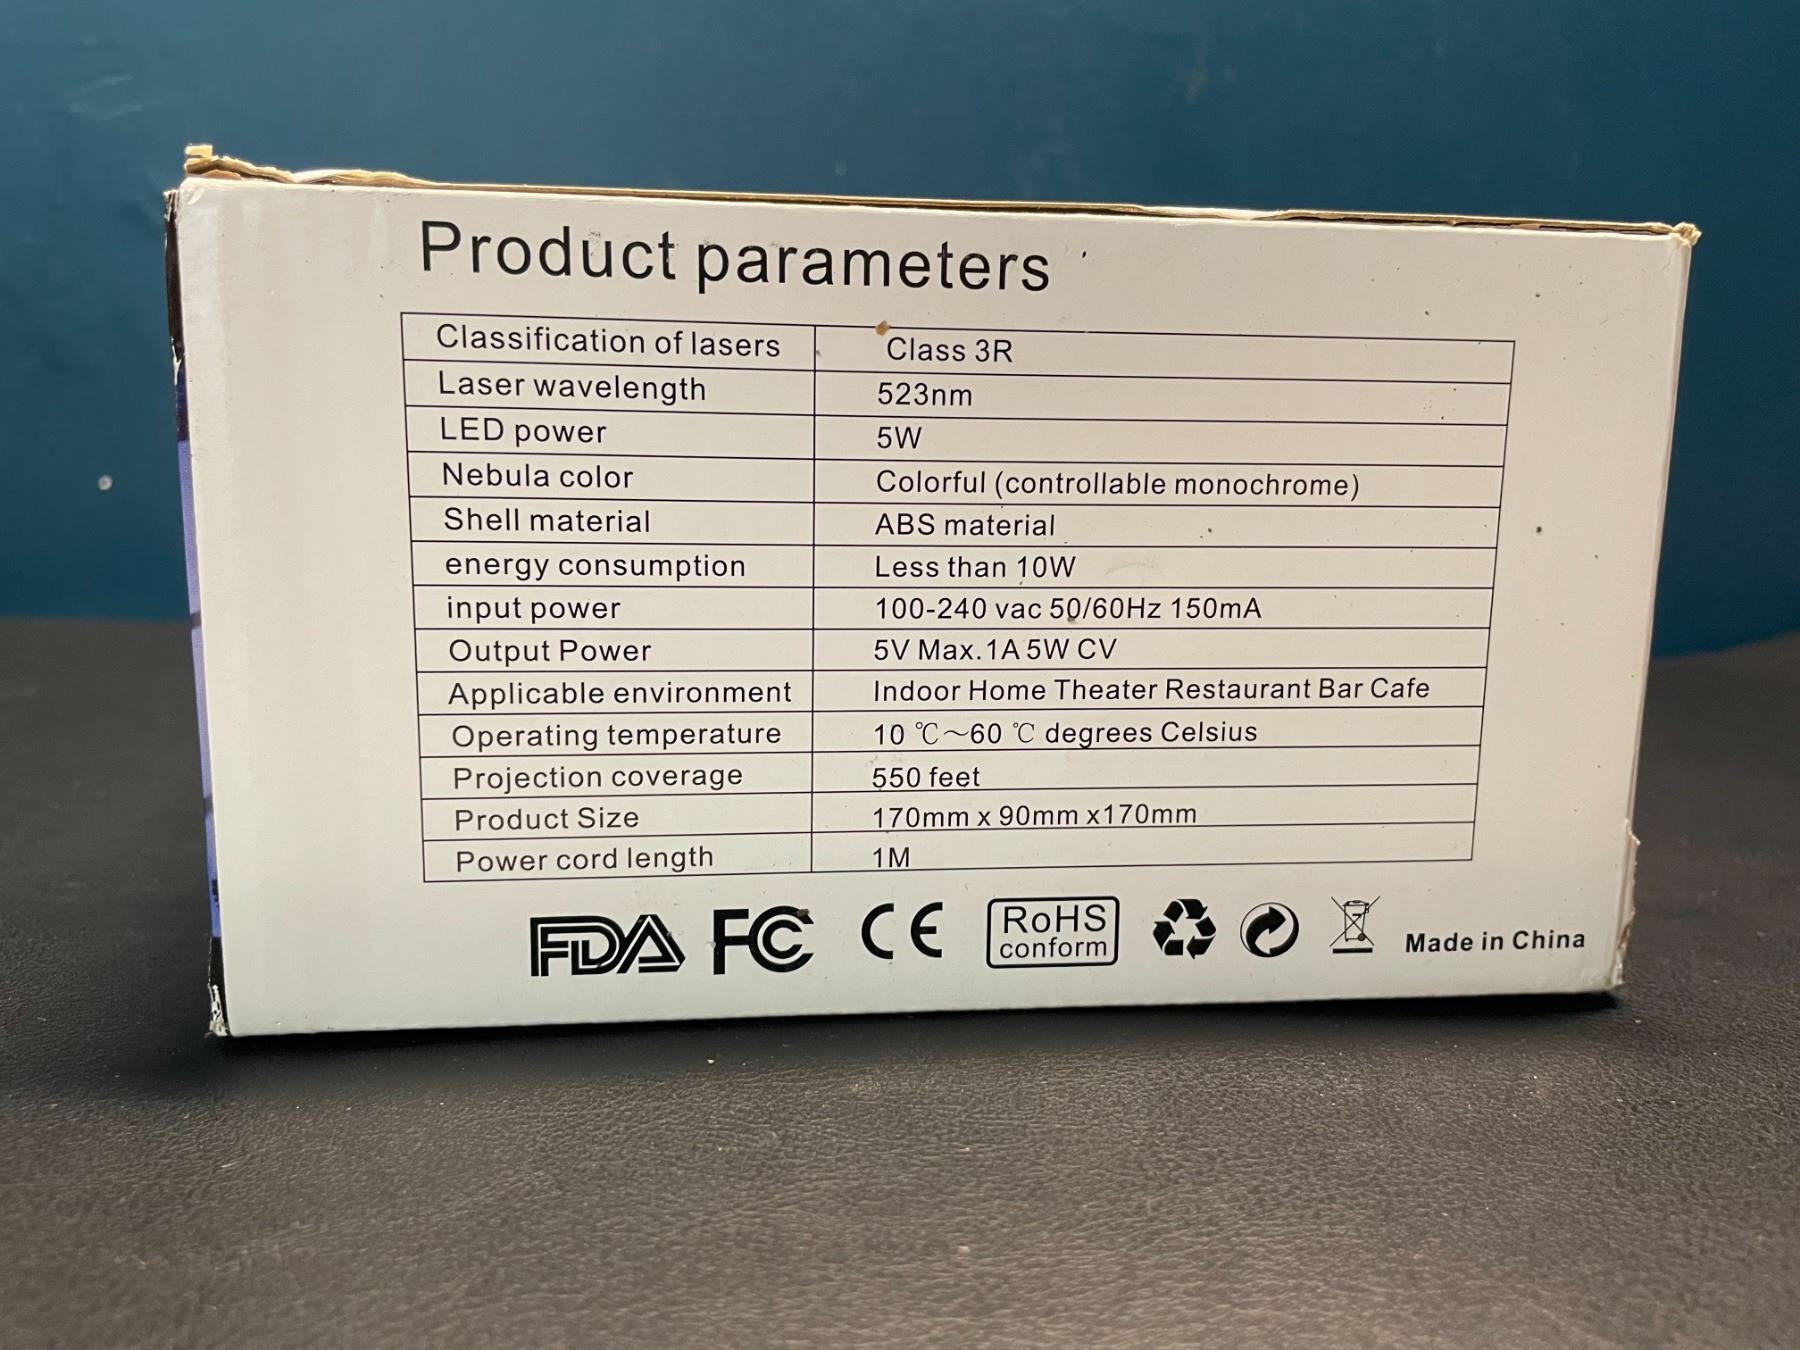 Product parameters
Classification of lasers Class 3R
Laser wavelength 523nm
LED power 5W
Nebula color Colorful (controllable monochrome)
Shell material ABS material
energy consumption Less than 10W
input power 100-240 vac 50/60Hz 150mA
Output Power 5V Max.1A 5W CV
Applicable environment Indoor Home Theater Restaurant Bar Cafe
Operating temperature 10 ℃~60 ℃ degrees Celsius
Projection coverage 550 feet
Product Size 170mm x 90mm x170mm
Power cord length 1M
FDA FC CE RoHS
conform
Made in China